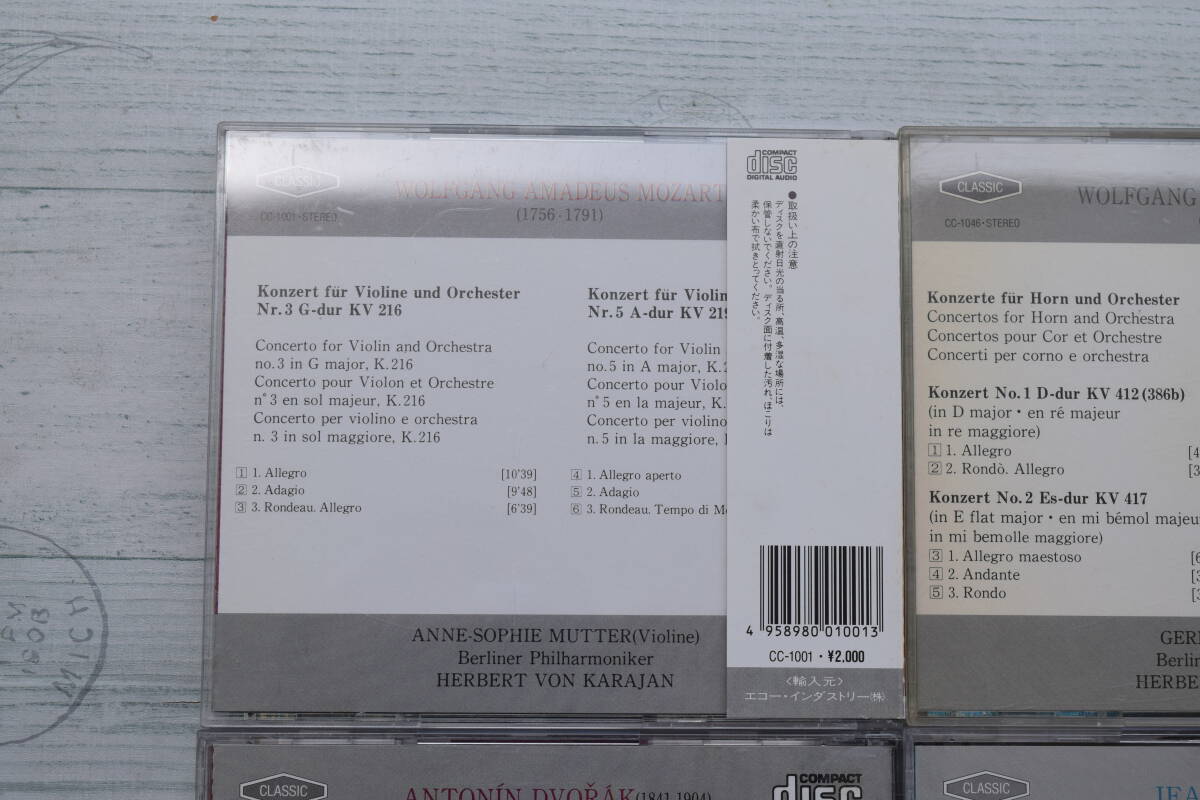 CLASSIC
CC-1001・STEREO
WOLFGANG AMADEUS MOZART
(1756-1791)
Konzert für Violine und Orchester
Nr. 3 G-dur KV 216
Concerto for Violin and Orchestra
no.3 in G major, K.216
Concerto pour Violon et Orchestre
n° 3 en sol majeur, K.216
Concerto per violino e orchestra
n. 3 in sol maggiore, K.216
1 1. Allegro [10'39]
2 2. Adagio [9'48]
3 3. Rondeau. Allegro [6'39]
Konzert für Violin
Nr. 5 A-dur KV 219
Concerto for Violin
no.5 in A major, K.
Concerto pour Violo
n° 5 en la majeur, K.
Concerto per violino
n.5 in la maggiore,
4 1. Allegro aperto
5 2. Adagio
6 3. Rondeau. Tempo di M
ANNE-SOPHIE MUTTER(Violine)
Berliner Philharmoniker
HERBERT VON KARAJAN
COMPACT
disc
DIGITAL AUDIO
●取扱い上の注意
ディスクを直射日光の当る所、高温、多湿な場所には、
保管しないでください。ディスク面に付着した汚れ、ほこりは
柔かい布で拭きとってください。
4 958980 010013
CC-1001・¥2,000
〈輸入元〉
エコー・インダストリー㈱
CLASSIC
CC-1046・STEREO
WOLFGANG
Konzerte für Horn und Orchester
Concertos for Horn and Orchestra
Concertos pour Cor et Orchestre
Concerti per corno e orchestra
Konzert No.1 D-dur KV 412(386b)
(in D major・en ré majeur
in re maggiore)
1 1. Allegro [4
2 2. Rondò. Allegro [3
Konzert No.2 Es-dur KV 417
(in E flat major・en mi bémol majeu
in mi bemolle maggiore)
3 1. Allegro maestoso [6
4 2. Andante [3
5 3. Rondo [3
GER
Berlin
HERBE
CLASSIC
ANTONÍN DVOŘÁK(1841-1904)
COMPACT
disc
CLASSIC
JEA
MICH